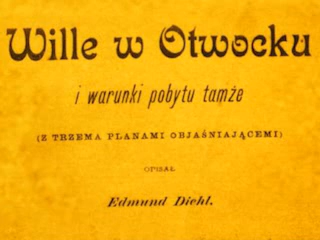 Wille w Otwocku
i warunki pobytu tamże
(Z TRZEMA PLANAMI OBJAŚNIAJĄCEMI)
OPISAŁ
Edmund Diehl.